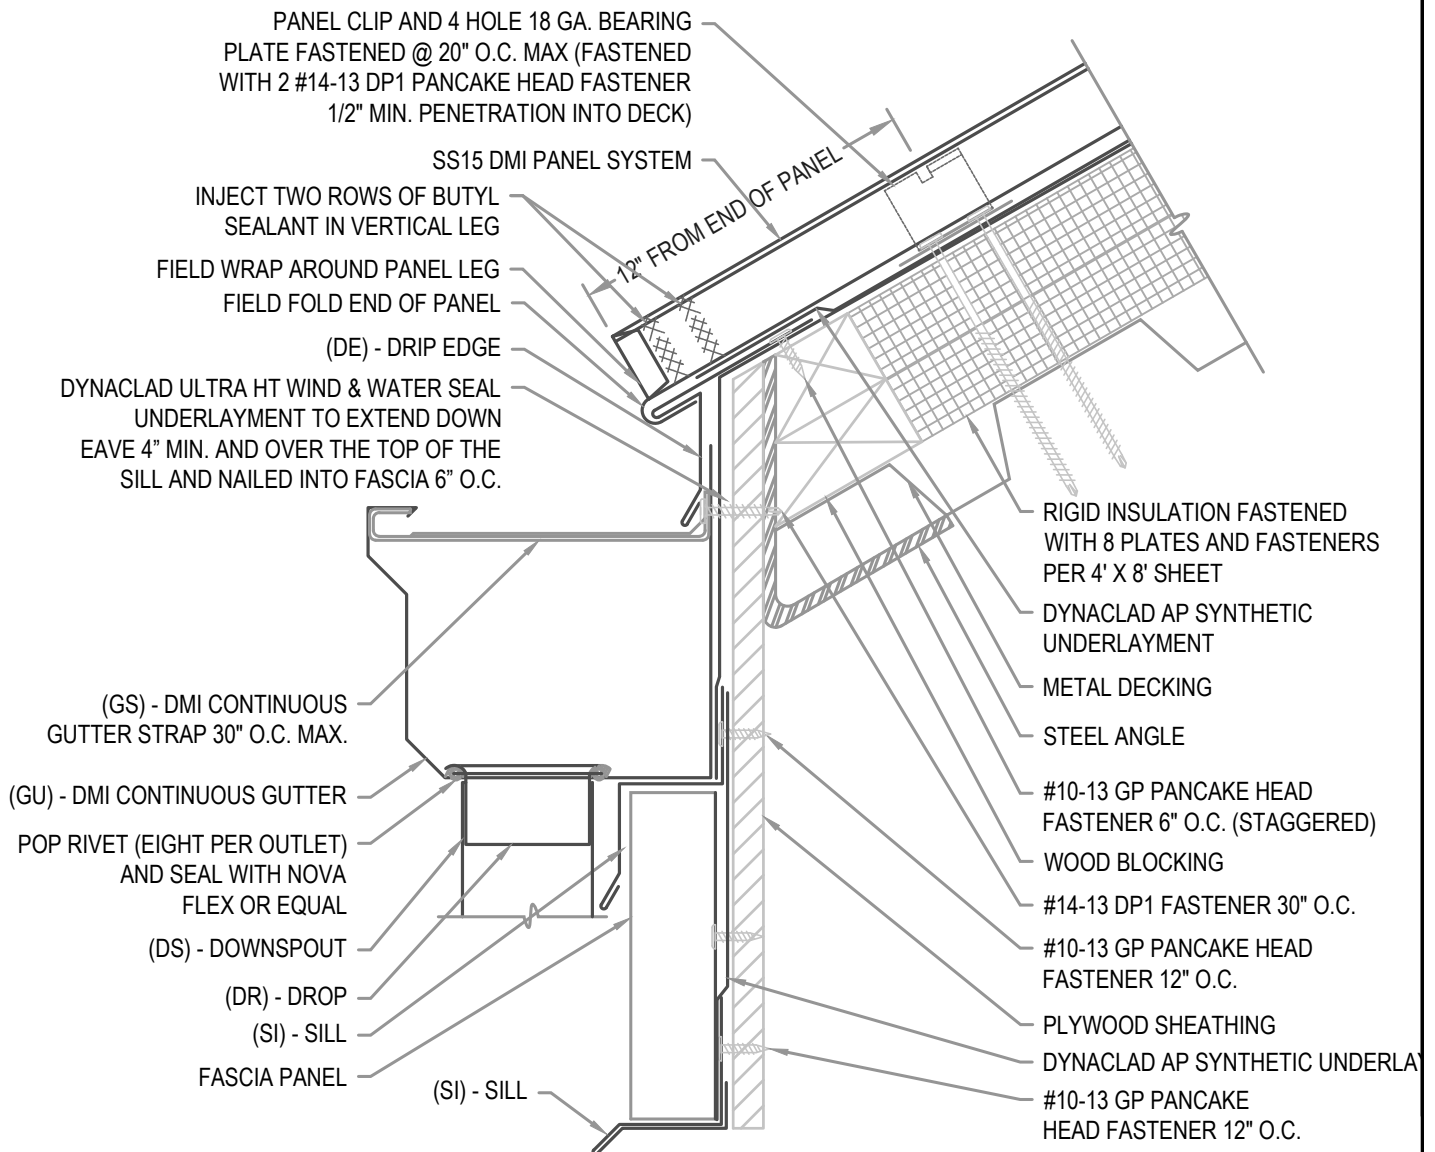 PANEL CLIP AND 4 HOLE 18 GA. BEARING
PLATE FASTENED @ 20" O.C. MAX (FASTENED
WITH 2 #14-13 DP1 PANCAKE HEAD FASTENER
1/2" MIN. PENETRATION INTO DECK)
SS15 DMI PANEL SYSTEM
INJECT TWO ROWS OF BUTYL
SEALANT IN VERTICAL LEG
FIELD WRAP AROUND PANEL LEG
FIELD FOLD END OF PANEL
(DE) - DRIP EDGE
DYNACLAD ULTRA HT WIND & WATER SEAL
UNDERLAYMENT TO EXTEND DOWN
EAVE 4” MIN. AND OVER THE TOP OF THE
SILL AND NAILED INTO FASCIA 6” O.C.
(GS) - DMI CONTINUOUS
GUTTER STRAP 30" O.C. MAX.
(GU) - DMI CONTINUOUS GUTTER
POP RIVET (EIGHT PER OUTLET)
AND SEAL WITH NOVA
FLEX OR EQUAL
(DS) - DOWNSPOUT
(DR) - DROP
(SI) - SILL
FASCIA PANEL
(SI) - SILL
12" FROM END OF PANEL
RIGID INSULATION FASTENED
WITH 8 PLATES AND FASTENERS
PER 4' X 8' SHEET
DYNACLAD AP SYNTHETIC
UNDERLAYMENT
METAL DECKING
STEEL ANGLE
#10-13 GP PANCAKE HEAD
FASTENER 6" O.C. (STAGGERED)
WOOD BLOCKING
#14-13 DP1 FASTENER 30" O.C.
#10-13 GP PANCAKE HEAD
FASTENER 12" O.C.
PLYWOOD SHEATHING
DYNACLAD AP SYNTHETIC UNDERLAY
#10-13 GP PANCAKE
HEAD FASTENER 12" O.C.